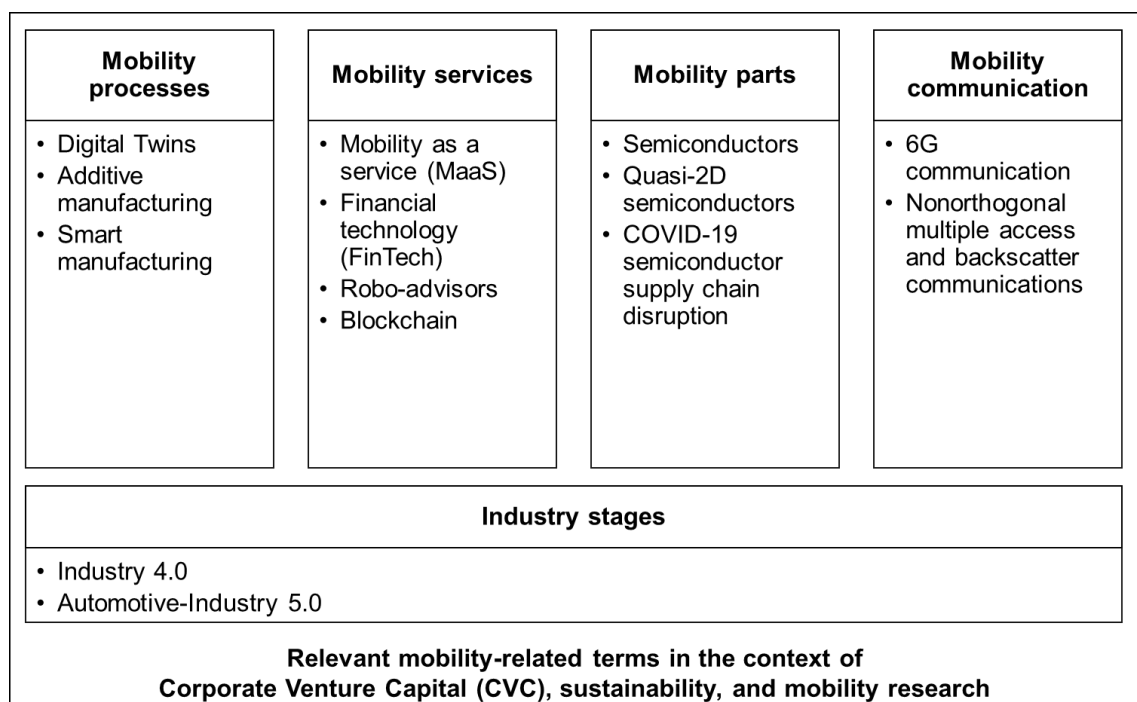 Mobility
processes
• Digital Twins
• Additive
manufacturing
• Smart
manufacturing
Mobility services
• Mobility as a
service (MaaS)
• Financial
technology
(FinTech)
• Robo-advisors
• Blockchain
Mobility parts
• Semiconductors
• Quasi-2D
semiconductors
• COVID-19
semiconductor
supply chain
disruption
Mobility
communication
• 6G
communication
• Nonorthogonal
multiple access
and backscatter
communications
Industry stages
• Industry 4.0
• Automotive-Industry 5.0
Relevant mobility-related terms in the context of
Corporate Venture Capital (CVC), sustainability, and mobility research